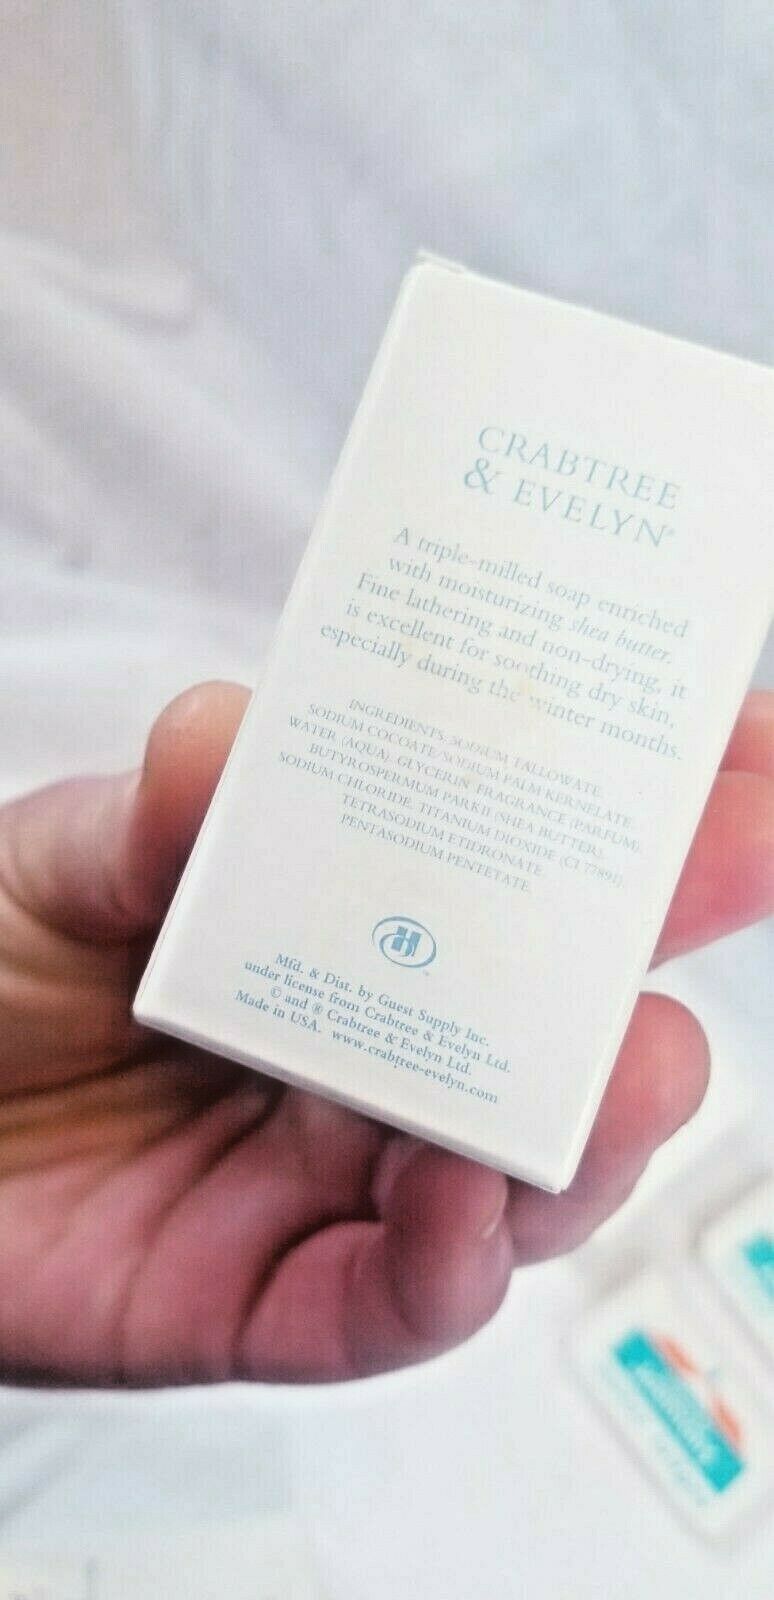 CRABTREE
& EVELYN®
A triple-milled soap enriched
with moisturizing shea butter.
Fine lathering and non-drying, it
is excellent for soothing dry skin,
especially during the winter months.
INGREDIENTS: SODIUM TALLOWATE,
SODIUM COCOATE/SODIUM PALM KERNELATE,
WATER (AQUA), GLYCERIN, FRAGRANCE (PARFUM),
BUTYROSPERMUM PARKII (SHEA BUTTER),
SODIUM CHLORIDE, TITANIUM DIOXIDE (CI 77891),
TETRASODIUM ETIDRONATE,
PENTASODIUM PENTETATE.
H ™
Mfd. & Dist. by Guest Supply Inc.
under license from Crabtree & Evelyn Ltd.
© and ® Crabtree & Evelyn Ltd.
Made in USA. www.crabtree-evelyn.com